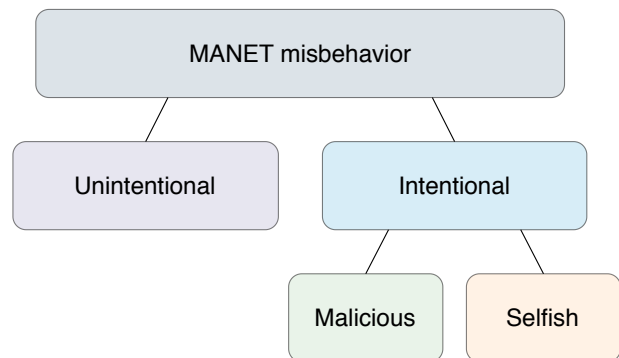 MANET misbehavior
Unintentional
Intentional
Malicious
Selfish